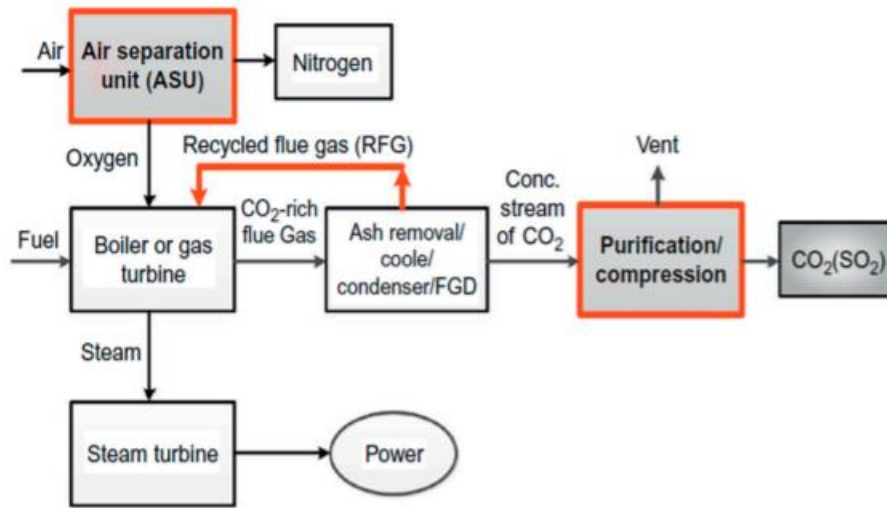 Air
Air separation
unit (ASU)
Nitrogen
Oxygen
Recycled flue gas (RFG)
Vent
Fuel
Boiler or gas
turbine
CO₂-rich
flue Gas
Ash removal/
coole/
condenser/FGD
Conc.
stream
of CO₂
Purification/
compression
CO₂(SO₂)
Steam
Steam turbine
Power